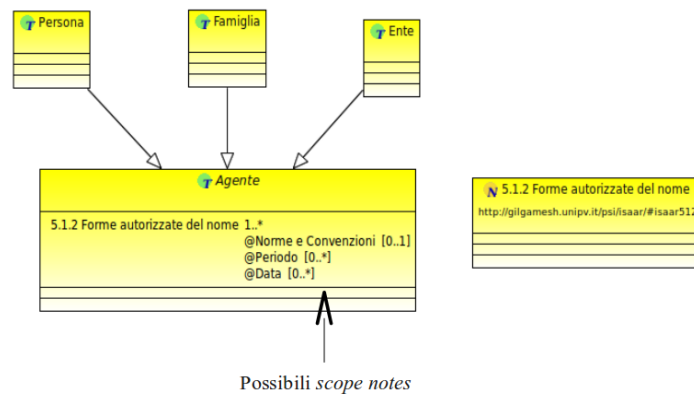 T Persona
T Famiglia
T Ente
T Agente
5.1.2 Forme autorizzate del nome 1..*
@Norme e Convenzioni [0..1]
@Periodo [0..*]
@Data [0..*]
N 5.1.2 Forme autorizzate del nome
http://gilgamesh.unipv.it/psi/isaar/#isaar512
Possibili scope notes